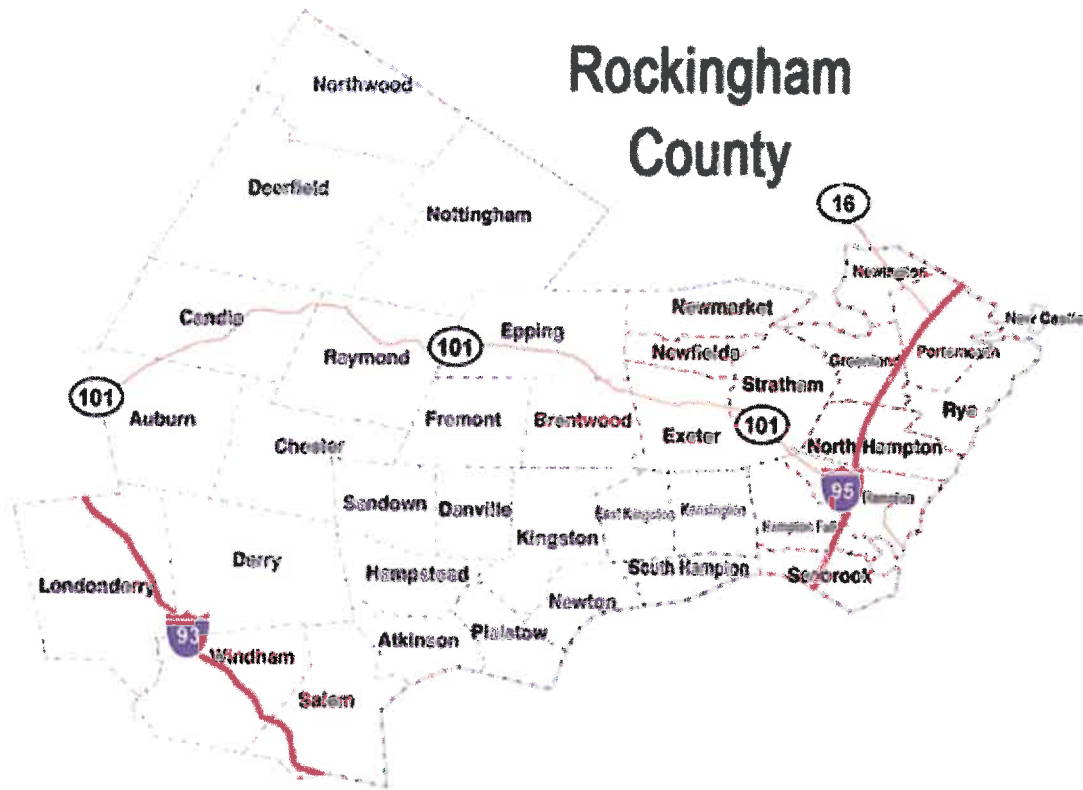 Rockingham
County
Northwood
Deerfield
Nottingham
16
Newington
Candia
Newmarket
New Castle
Epping
Raymond
101
Newfields
Greenland
Portsmouth
Stratham
101
Auburn
Fremont
Brentwood
Exeter
101
Rye
Chester
North Hampton
95
Hampton
Sandown
Danville
East Kingston
Kensington
Hampton Fall
Kingston
Londonderry
Derry
Hampstead
South Hampton
Seabrook
Newton
93
Windham
Atkinson
Plaistow
Salem